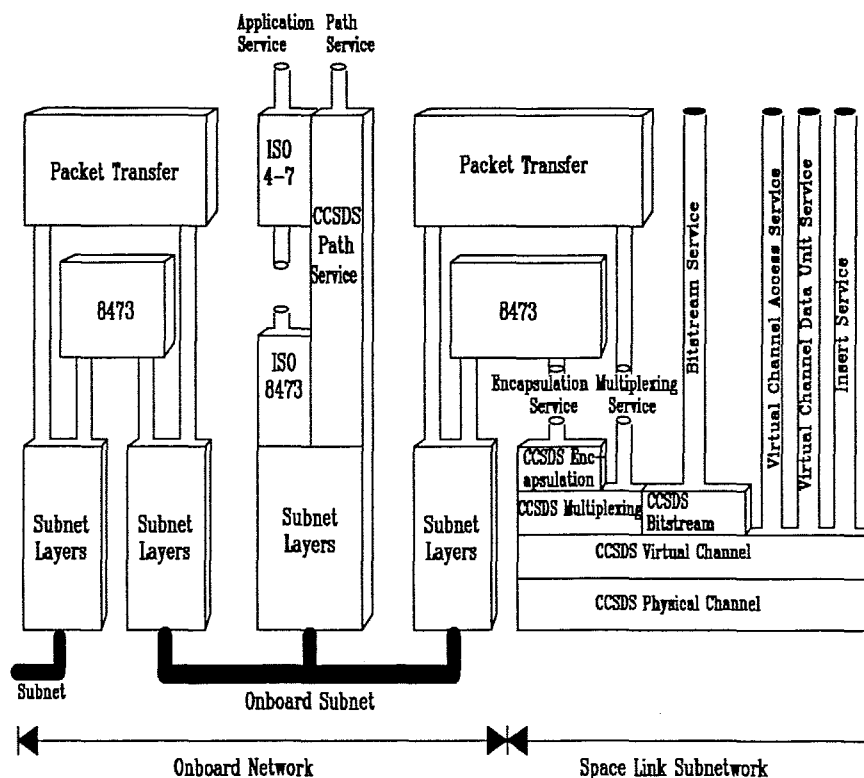 Application
Service
Path
Service
Packet Transfer
ISO
4-7
CCSDS
Path
Service
Packet Transfer
8473
ISO
8473
8473
Encapsulation
Service
Multiplexing
Service
Bitstream Service
Virtual Channel Access Service
Virtual Channel Data Unit Service
Insert Service
Subnet
Layers
Subnet
Layers
Subnet
Layers
Subnet
Layers
CCSDS Enc-
apsulation
CCSDS Multiplexing
CCSDS
Bitstream
CCSDS Virtual Channel
CCSDS Physical Channel
Subnet
Onboard Subnet
Onboard Network
Space Link Subnetwork